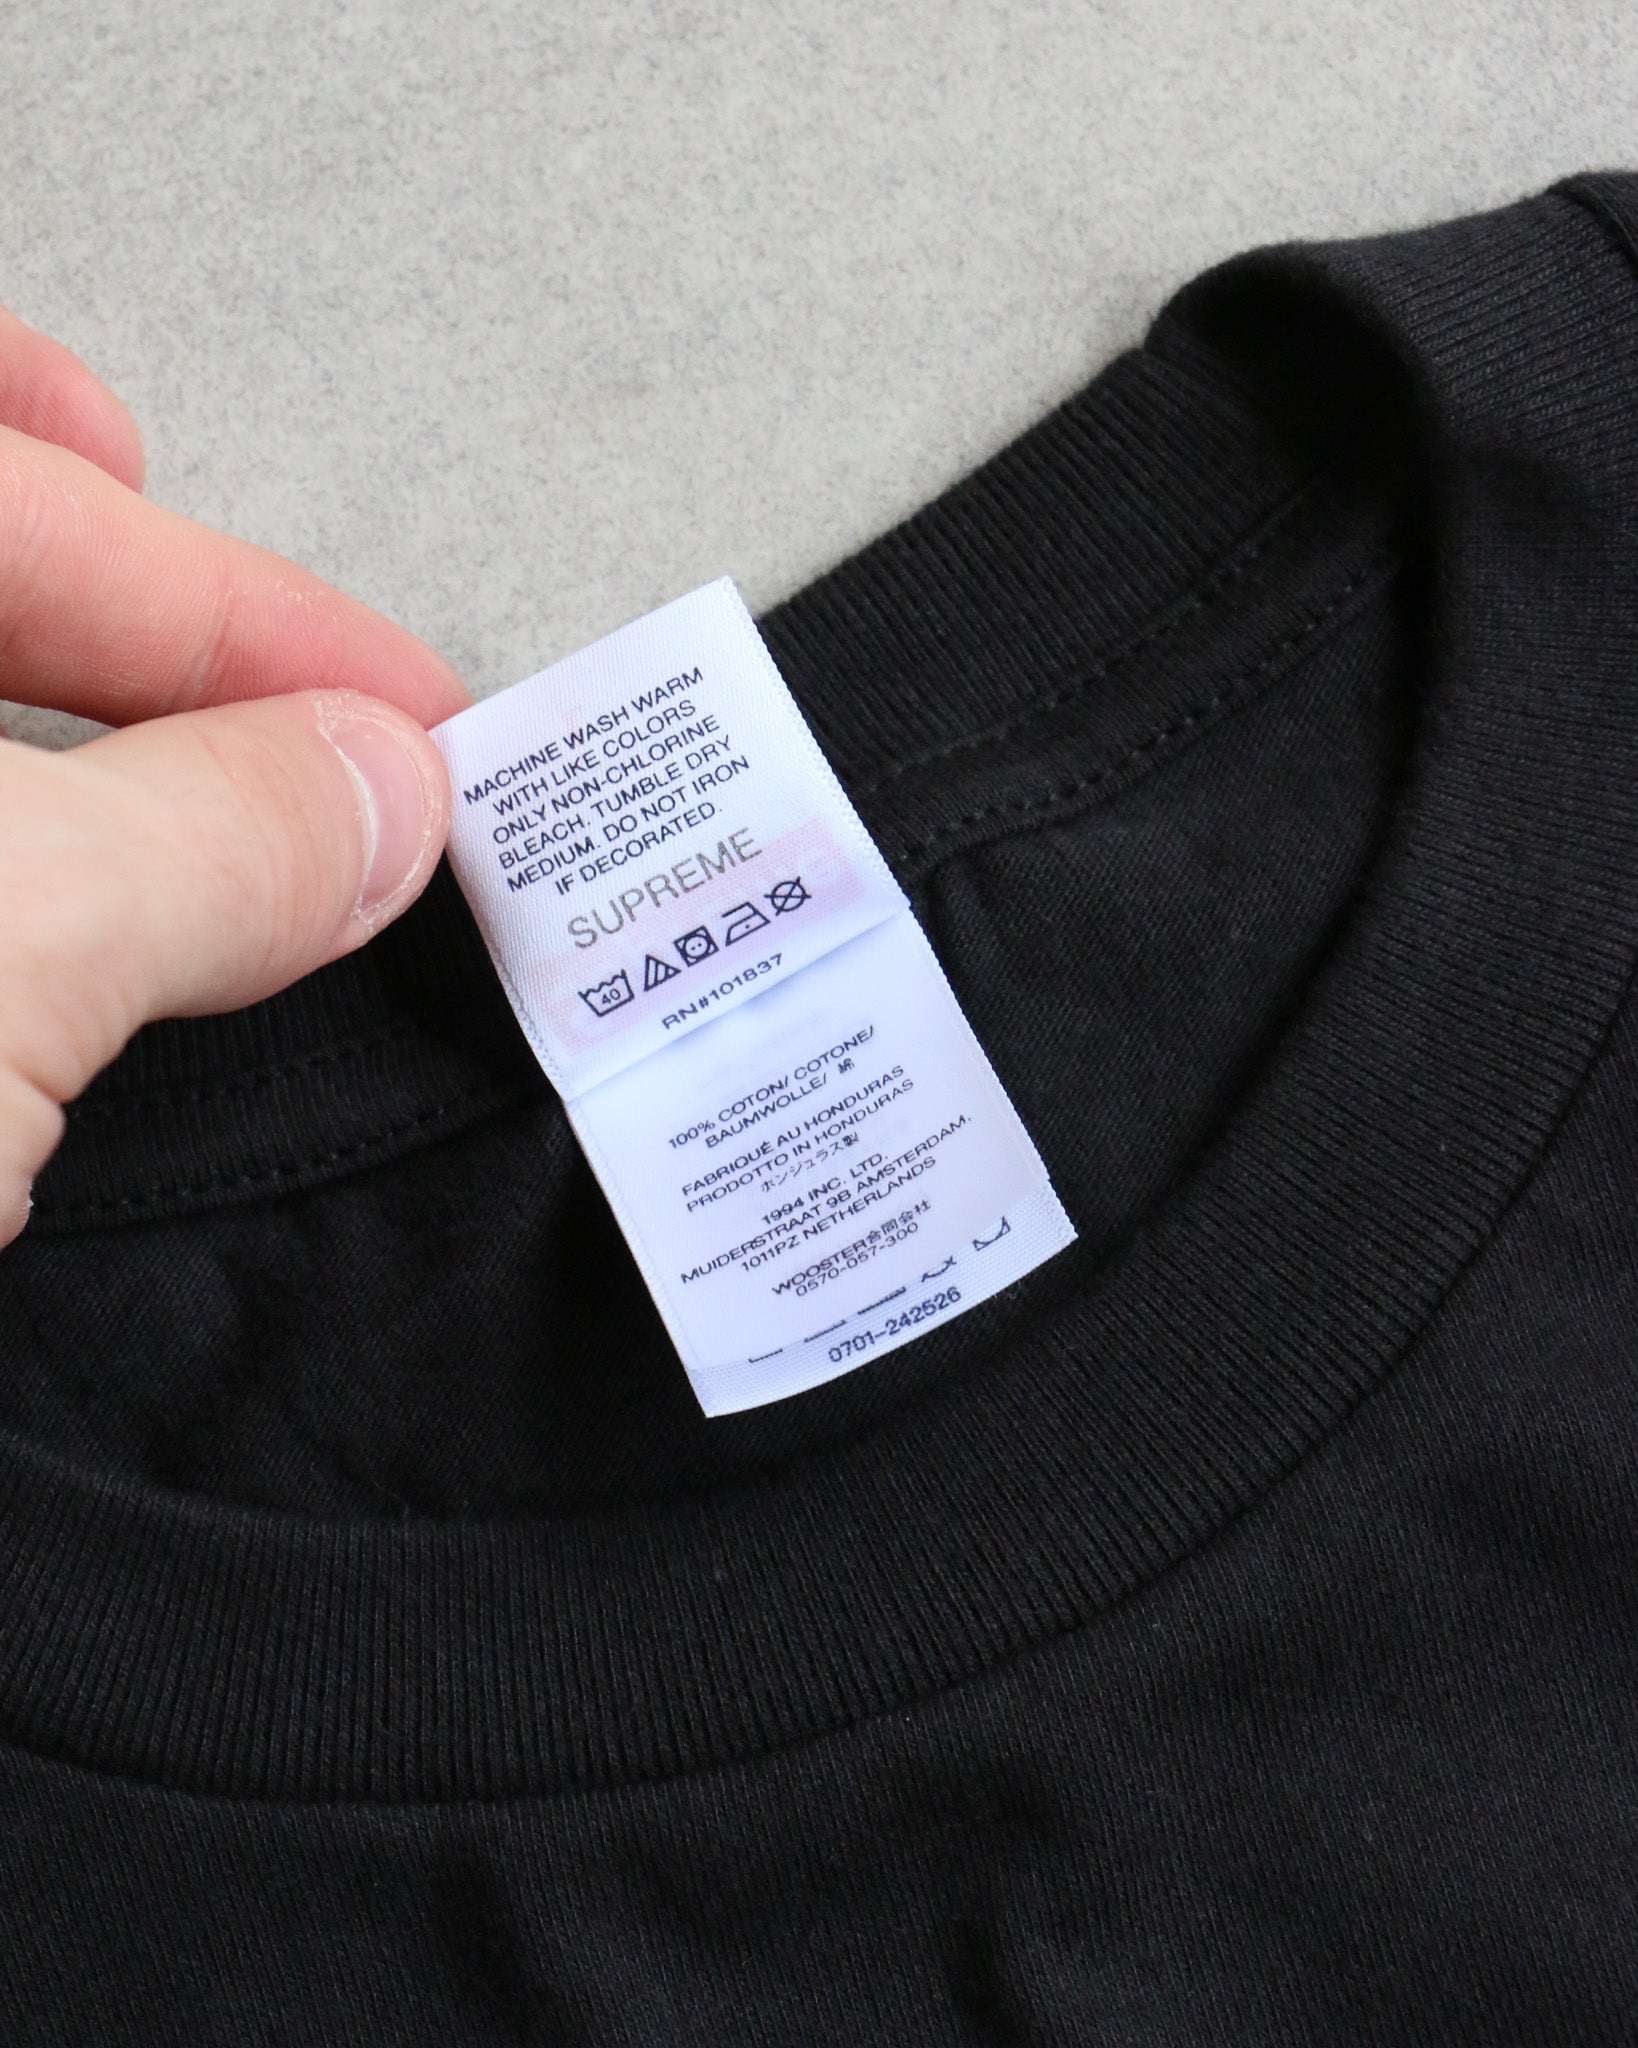 MACHINE WASH WARM
WITH LIKE COLORS
ONLY NON-CHLORINE
BLEACH. TUMBLE DRY
MEDIUM. DO NOT IRON
IF DECORATED.
SUPREME
40
RN#101837
100% COTON/ COTONE/
BAUMWOLLE/ 綿
FABRIQUÉ AU HONDURAS
PRODOTTO IN HONDURAS
ホンジュラス製
1994 INC. LTD.
MUIDERSTRAAT 9B AMSTERDAM.
1011PZ NETHERLANDS
WOOSTER合同会社
0570-057-300
0701-242526